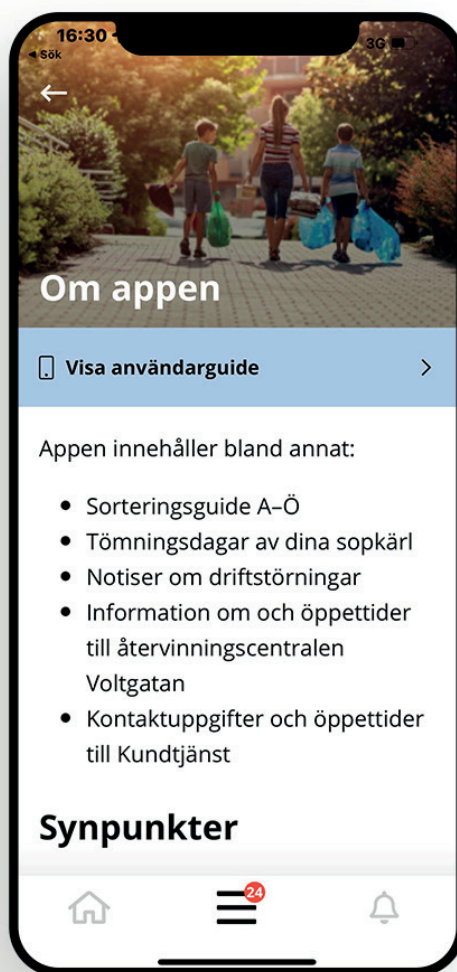 16:30
◀ Sök
3G
Om appen
Visa användarguide
Appen innehåller bland annat:
• Sorteringsguide A–Ö
• Tömningsdagar av dina sopkärl
• Notiser om driftstörningar
• Information om och öppettider
till återvinningscentralen
Voltgatan
• Kontaktuppgifter och öppettider
till Kundtjänst
Synpunkter
24